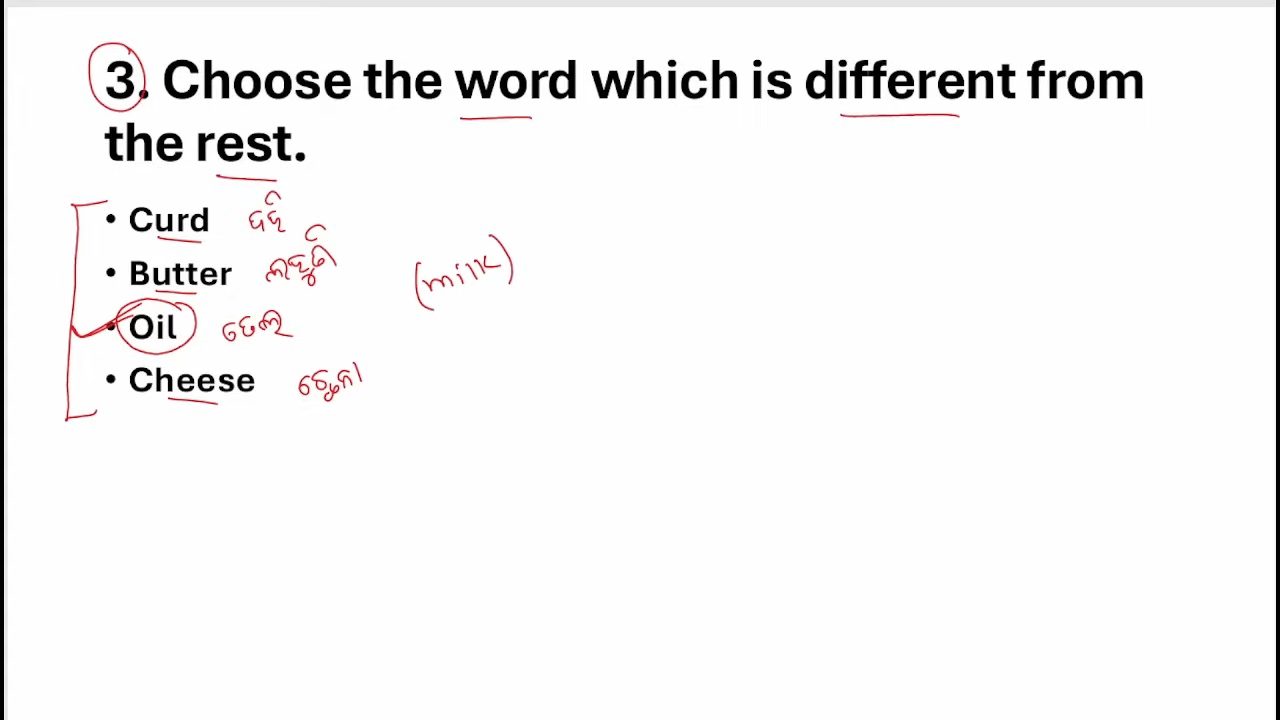 3. Choose the word which is different from
the rest.
• Curd ଦହି
• Butter ଲହୁଣୀ
(milk)
• Oil ତେଲ
• Cheese ଛେନା